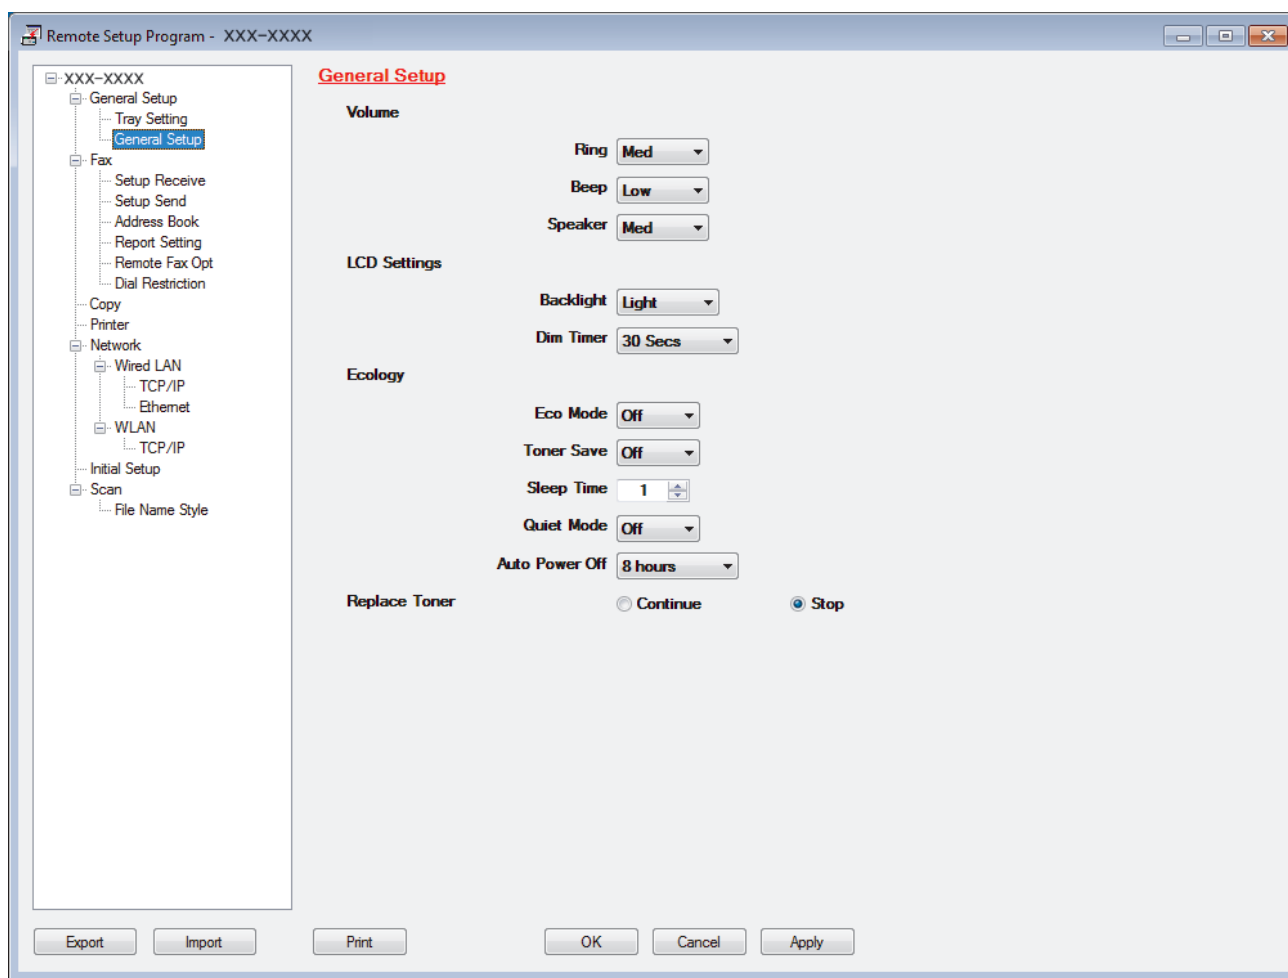 Remote Setup Program - XXX-XXXX
XXX-XXXX
General Setup
Tray Setting
General Setup
Fax
Setup Receive
Setup Send
Address Book
Report Setting
Remote Fax Opt
Dial Restriction
Copy
Printer
Network
Wired LAN
TCP/IP
Ethernet
WLAN
TCP/IP
Initial Setup
Scan
File Name Style
General Setup
Volume
Ring Med
Beep Low
Speaker Med
LCD Settings
Backlight Light
Dim Timer 30 Secs
Ecology
Eco Mode Off
Toner Save Off
Sleep Time 1
Quiet Mode Off
Auto Power Off 8 hours
Replace Toner Continue Stop
Export Import Print OK Cancel Apply